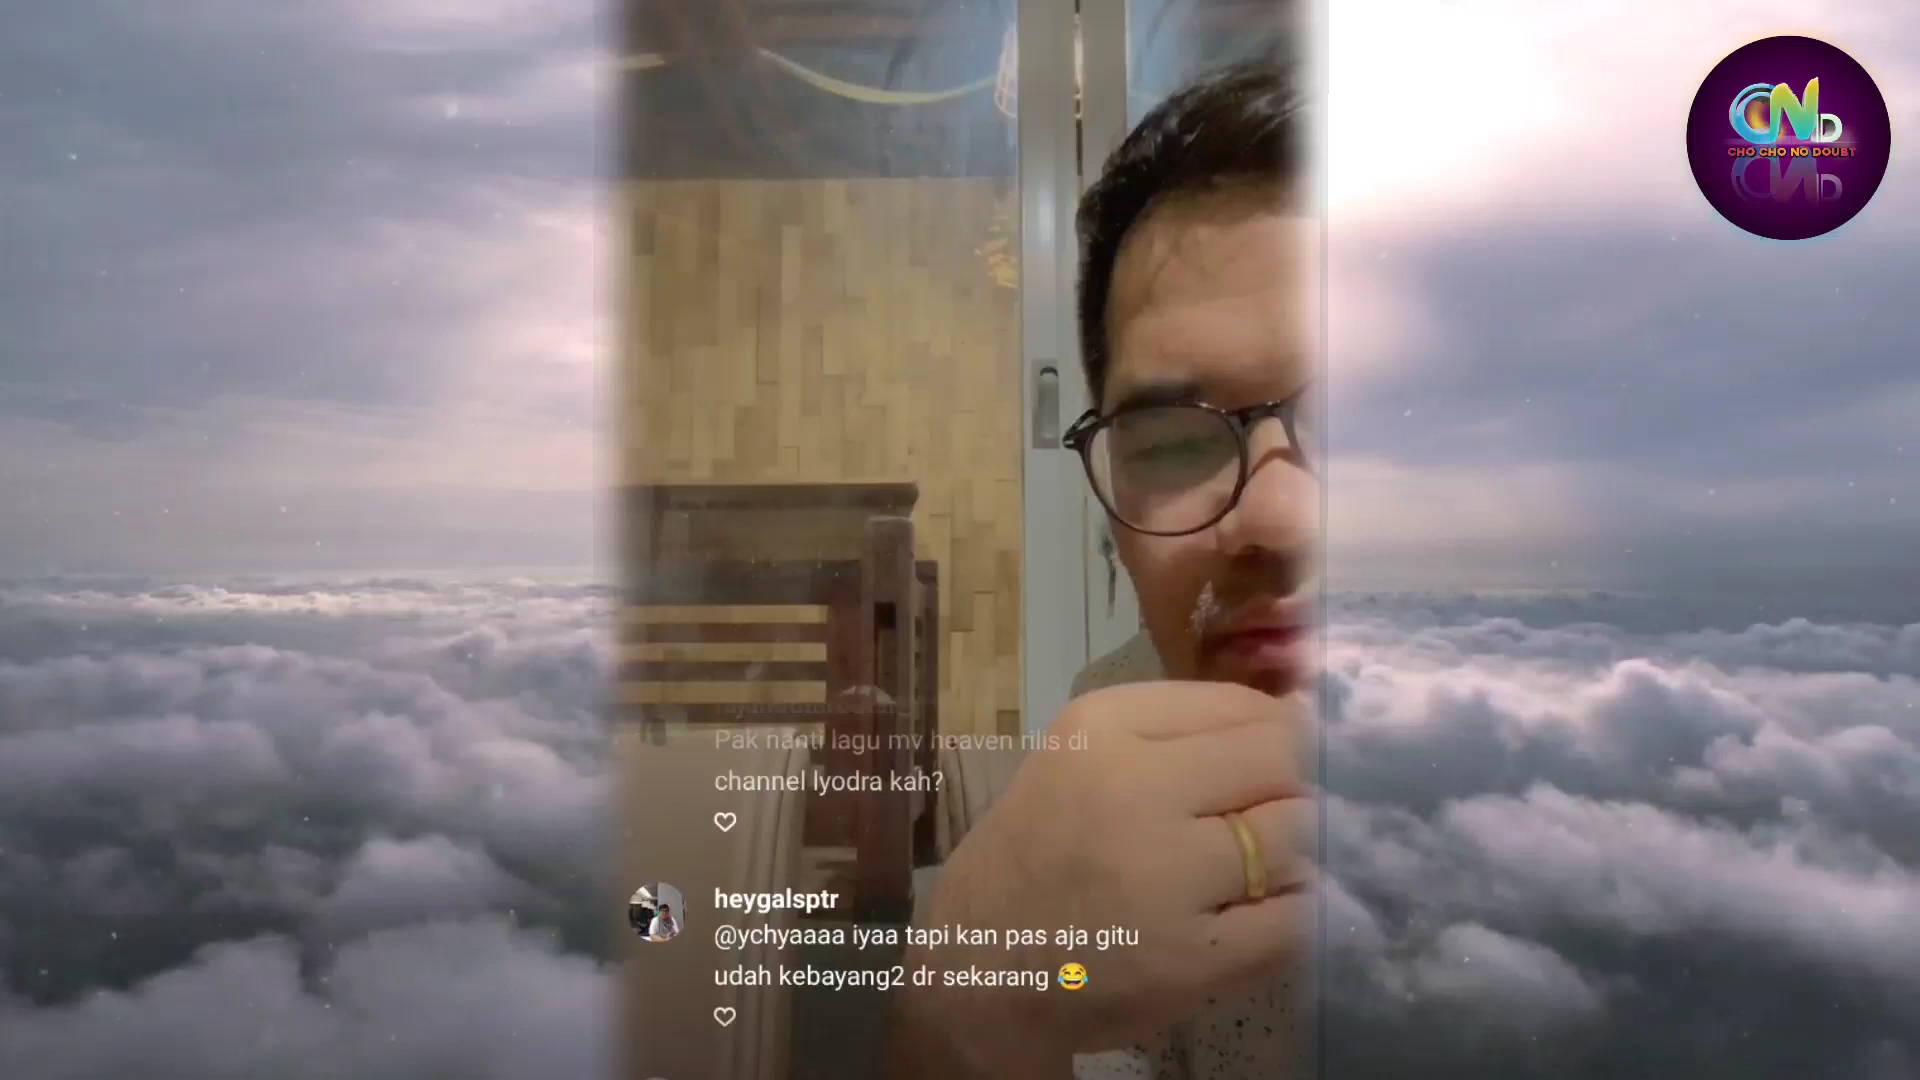 CND
CHO CHO NO DOUBT
Pak nanti lagu mv heaven rilis di
channel lyodra kah?
heygalsptr
@ychyaaaa iyaa tapi kan pas aja gitu
udah kebayang2 dr sekarang 😂